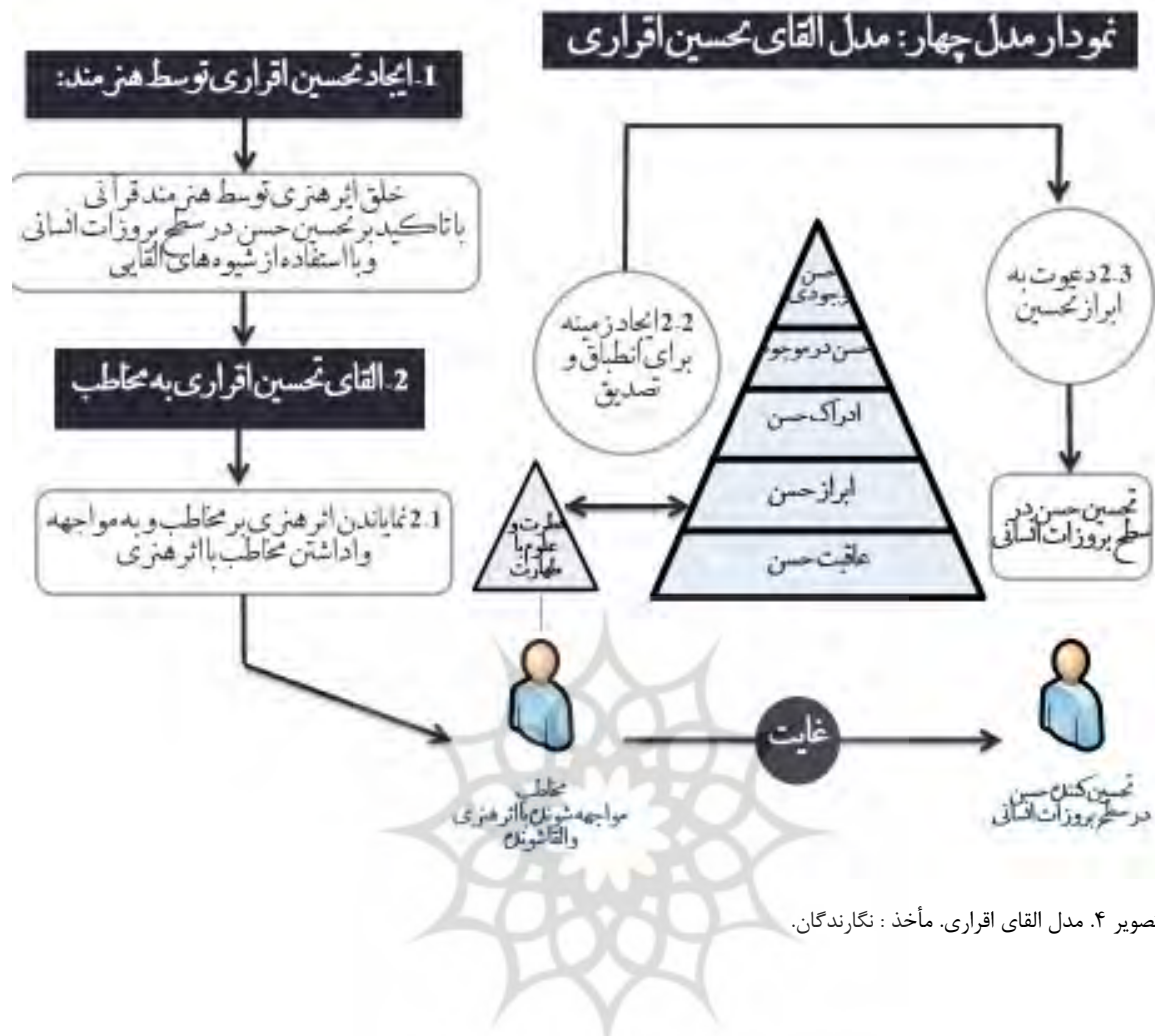 نمودار مدل چهار: مدل القای تحسین اقراری
1. ایجاد تحسین اقراری توسط هنرمند:
خلق اثر هنری توسط هنرمند قرآنی
با تاکید بر تحسین حسن در سطح بروزات انسانی
و با استفاده از شیوه‌های القایی
2. القای تحسین اقراری به مخاطب
2.1 نمایاندن اثر هنری بر مخاطب و به مواجهه
واداشتن مخاطب با اثر هنری
2.2 ایجاد زمینه
برای انطباق و
تصدیق
2.3 دعوت به
ابراز تحسین
حسن
وجودی
حسن در موجود
ادراک حسن
ابراز حسن
عاقبت حسن
فطرت و
علوم با
طهارت
تحسین حسن در
سطح بروزات انسانی
غایت
مخاطب
مواجهه شونده با اثر هنری
والقا شونده
تحسین کننده حسن
در سطح بروزات انسانی
صویر ۴. مدل القای اقراری. مأخذ : نگارندگان.